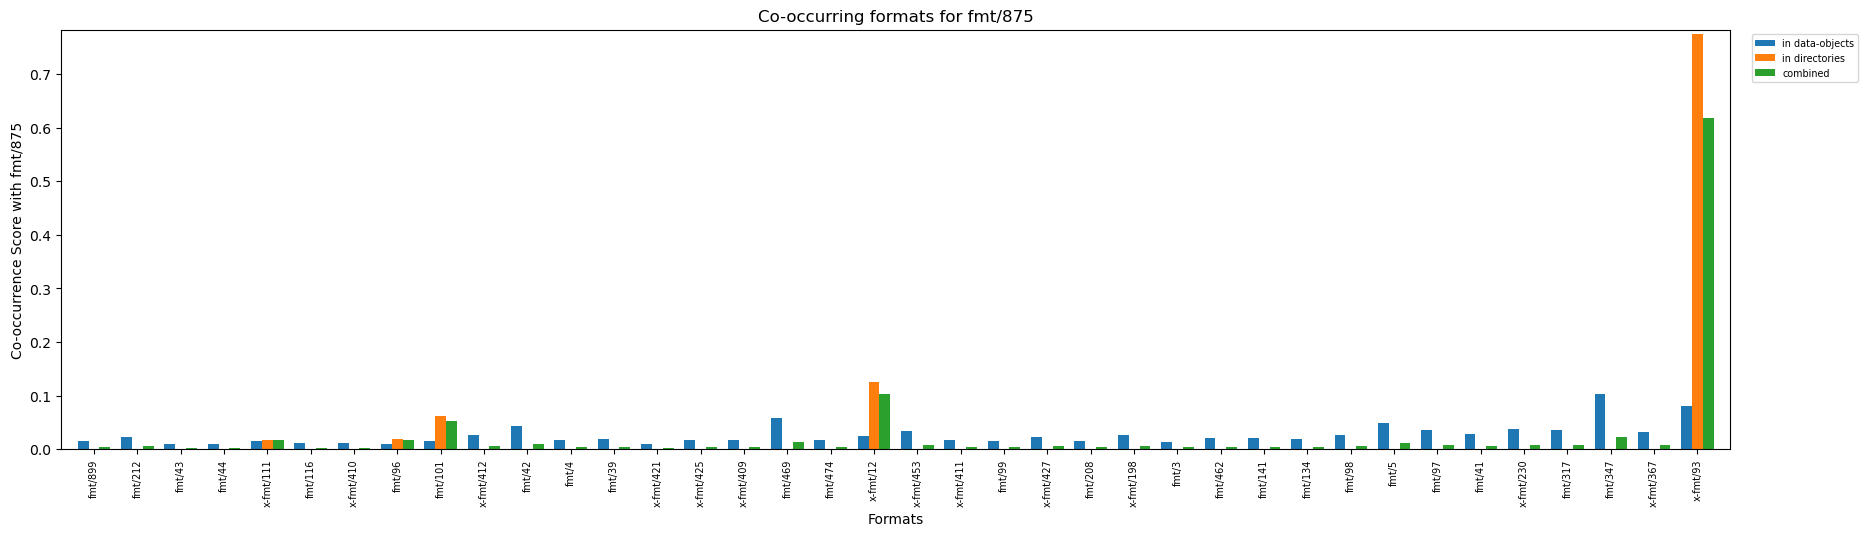 Co-occurring formats for fmt/875
Co-occurrence Score with fmt/875
0.7
0.6
0.5
0.4
0.3
0.2
0.1
0.0
in data-objects
in directories
combined
fmt/899
fmt/212
fmt/43
fmt/44
x-fmt/111
fmt/116
x-fmt/410
fmt/96
fmt/101
x-fmt/412
fmt/42
fmt/4
fmt/39
x-fmt/421
x-fmt/425
x-fmt/409
fmt/469
fmt/474
x-fmt/12
x-fmt/453
x-fmt/411
fmt/99
x-fmt/427
fmt/208
x-fmt/198
fmt/3
fmt/462
fmt/141
fmt/134
fmt/98
fmt/5
fmt/97
fmt/41
x-fmt/230
fmt/317
fmt/347
x-fmt/367
x-fmt/93
Formats